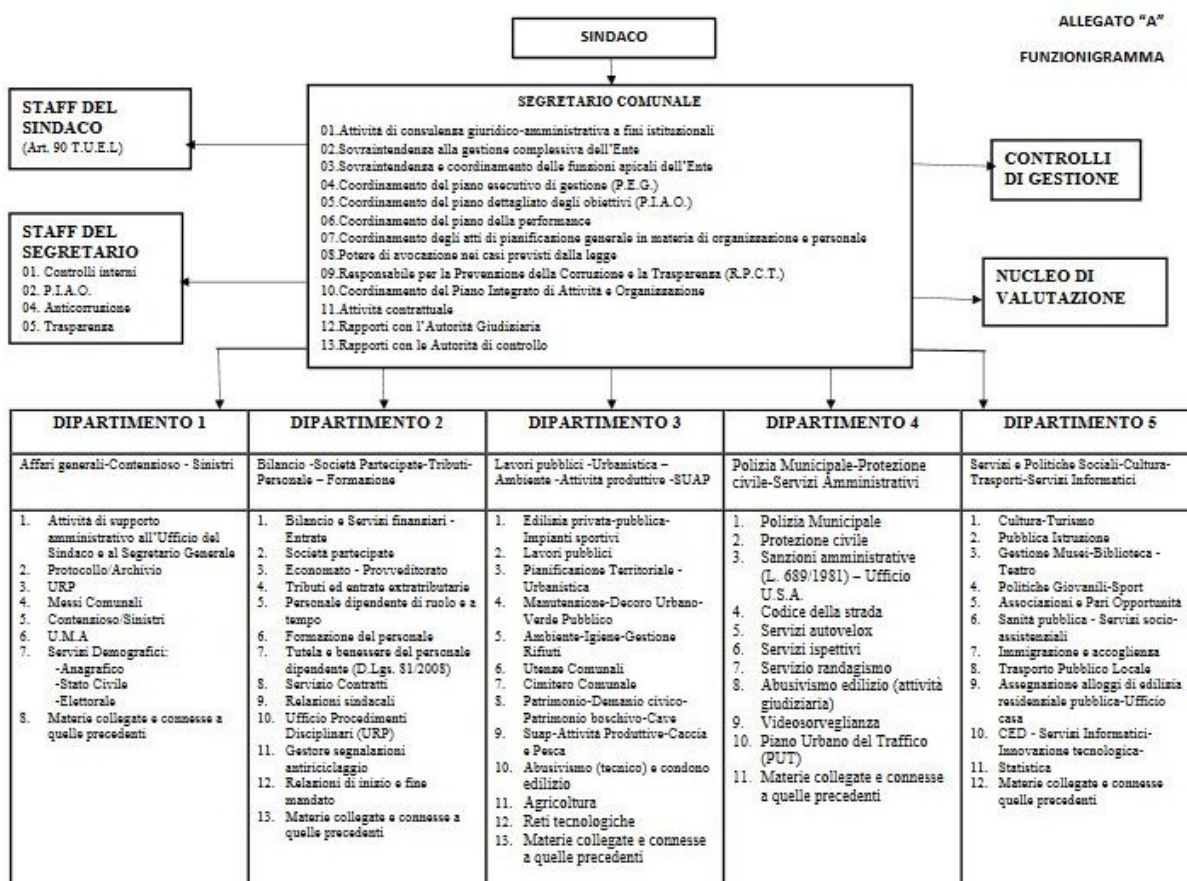 ALLEGATO "A"
FUNZIONIGRAMMA
SINDACO
STAFF DEL
SINDACO
(Art. 90 T.U.E.L)
STAFF DEL
SEGRETARIO
01. Controlli interni
02. P.I.A.O.
04. Anticorruzione
05. Trasparenza
SEGRETARIO COMUNALE
01.Attività di consulenza giuridico-amministrativa a fini istituzionali
02.Sovraintendenza alla gestione complessiva dell'Ente
03.Sovraintendenza e coordinamento delle funzioni apicali dell'Ente
04.Coordinamento del piano esecutivo di gestione (P.E.G.)
05.Coordinamento del piano dettagliato degli obiettivi (P.I.A.O.)
06.Coordinamento del piano della performance
07.Coordinamento degli atti di pianificazione generale in materia di organizzazione e personale
08.Potere di avocazione nei casi previsti dalla legge
09.Responsabile per la Prevenzione della Corruzione e la Trasparenza (R.P.C.T.)
10.Coordinamento del Piano Integrato di Attività e Organizzazione
11.Attività contrattuale
12.Rapporti con l'Autorità Giudiziaria
13.Rapporti con le Autorità di controllo
CONTROLLI
DI GESTIONE
NUCLEO DI
VALUTAZIONE
DIPARTIMENTO 1
Affari generali-Contenzioso - Sinistri
1. Attività di supporto
amministrativo all'Ufficio del
Sindaco e al Segretario Generale
2. Protocollo/Archivio
3. URP
4. Messi Comunali
5. Contenzioso/Sinistri
6. U.M.A
7. Servizi Demografici:
-Anagrafico
-Stato Civile
-Elettorale
8. Materie collegate e connesse a
quelle precedenti
DIPARTIMENTO 2
Bilancio -Società Partecipate-Tributi-
Personale – Formazione
1. Bilancio e Servizi finanziari -
Entrate
2. Società partecipate
3. Economato - Provveditorato
4. Tributi ed entrate extratributarie
5. Personale dipendente di ruolo e a
tempo
6. Formazione del personale
7. Tutela e benessere del personale
dipendente (D.Lgs. 81/2008)
8. Servizio Contratti
9. Relazioni sindacali
10. Ufficio Procedimenti
Disciplinari (URP)
11. Gestore segnalazioni
antiriciclaggio
12. Relazioni di inizio e fine
mandato
13. Materie collegate e connesse a
quelle precedenti
DIPARTIMENTO 3
Lavori pubblici -Urbanistica –
Ambiente -Attività produttive -SUAP
1. Edilizia privata-pubblica-
Impianti sportivi
2. Lavori pubblici
3. Pianificazione Territoriale -
Urbanistica
4. Manutenzione-Decoro Urbano-
Verde Pubblico
5. Ambiente-Igiene-Gestione
Rifiuti
6. Utenze Comunali
7. Cimitero Comunale
8. Patrimonio-Demanio civico-
Patrimonio boschivo-Cave
9. Suap-Attività Produttive-Caccia
e Pesca
10. Abusivismo (tecnico) e condono
edilizio
11. Agricoltura
12. Reti tecnologiche
13. Materie collegate e connesse
a quelle precedenti
DIPARTIMENTO 4
Polizia Municipale-Protezione
civile-Servizi Amministrativi
1. Polizia Municipale
2. Protezione civile
3. Sanzioni amministrative
(L. 689/1981) – Ufficio
U.S.A.
4. Codice della strada
5. Servizi autovelox
6. Servizi ispettivi
7. Servizio randagismo
8. Abusivismo edilizio (attività
giudiziaria)
9. Videosorveglianza
10. Piano Urbano del Traffico
(PUT)
11. Materie collegate e connesse
a quelle precedenti
DIPARTIMENTO 5
Servizi e Politiche Sociali-Cultura-
Trasporti-Servizi Informatici
1. Cultura-Turismo
2. Pubblica Istruzione
3. Gestione Musei-Biblioteca -
Teatro
4. Politiche Giovanili-Sport
5. Associazioni e Pari Opportunità
6. Sanità pubblica - Servizi socio-
assistenziali
7. Immigrazione e accoglienza
8. Trasporto Pubblico Locale
9. Assegnazione alloggi di edilizia
residenziale pubblica-Ufficio
casa
10. CED - Servizi Informatici-
Innovazione tecnologica-
11. Statistica
12. Materie collegate e connesse
quelle precedenti